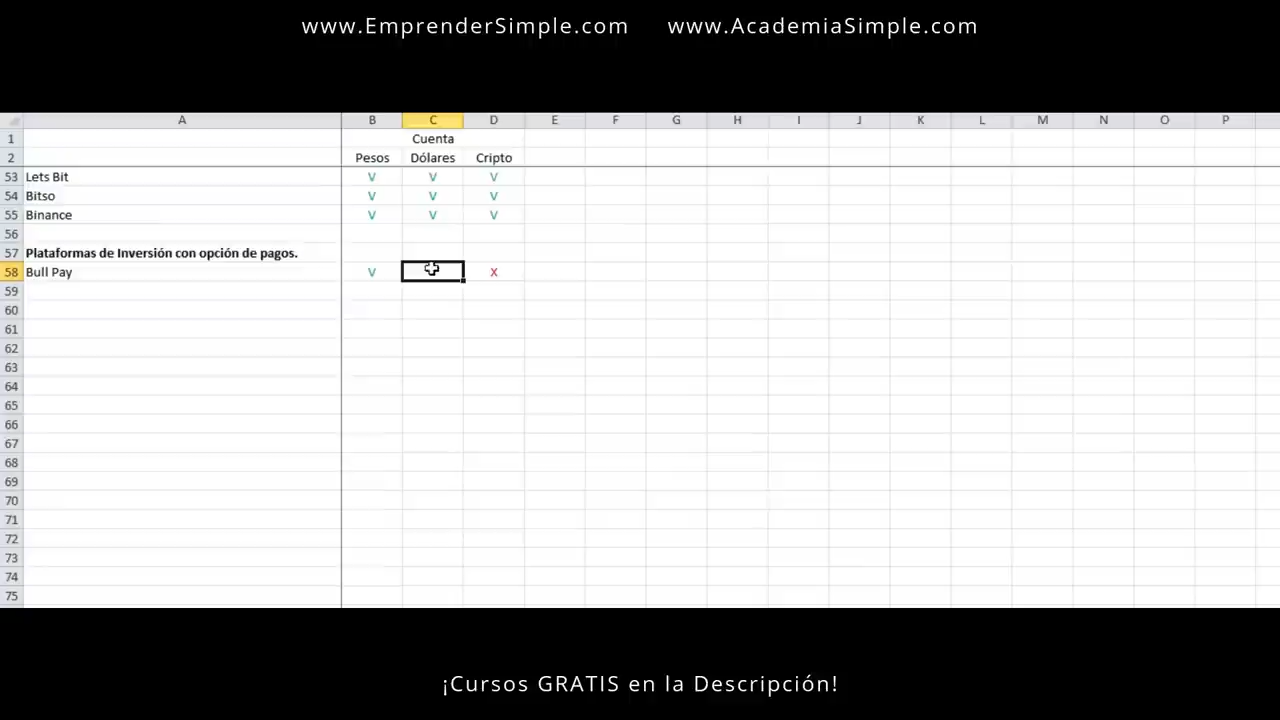 www.EmprenderSimple.com www.AcademiaSimple.com
A B C D E F G H I J K L M N O P
1 Cuenta
2 Pesos Dólares Cripto
53 Lets Bit V V V
54 Bitso V V V
55 Binance V V V
56
57 Plataformas de Inversión con opción de pagos.
58 Bull Pay V X
59
60
61
62
63
64
65
66
67
68
69
70
71
72
73
74
75
¡Cursos GRATIS en la Descripción!